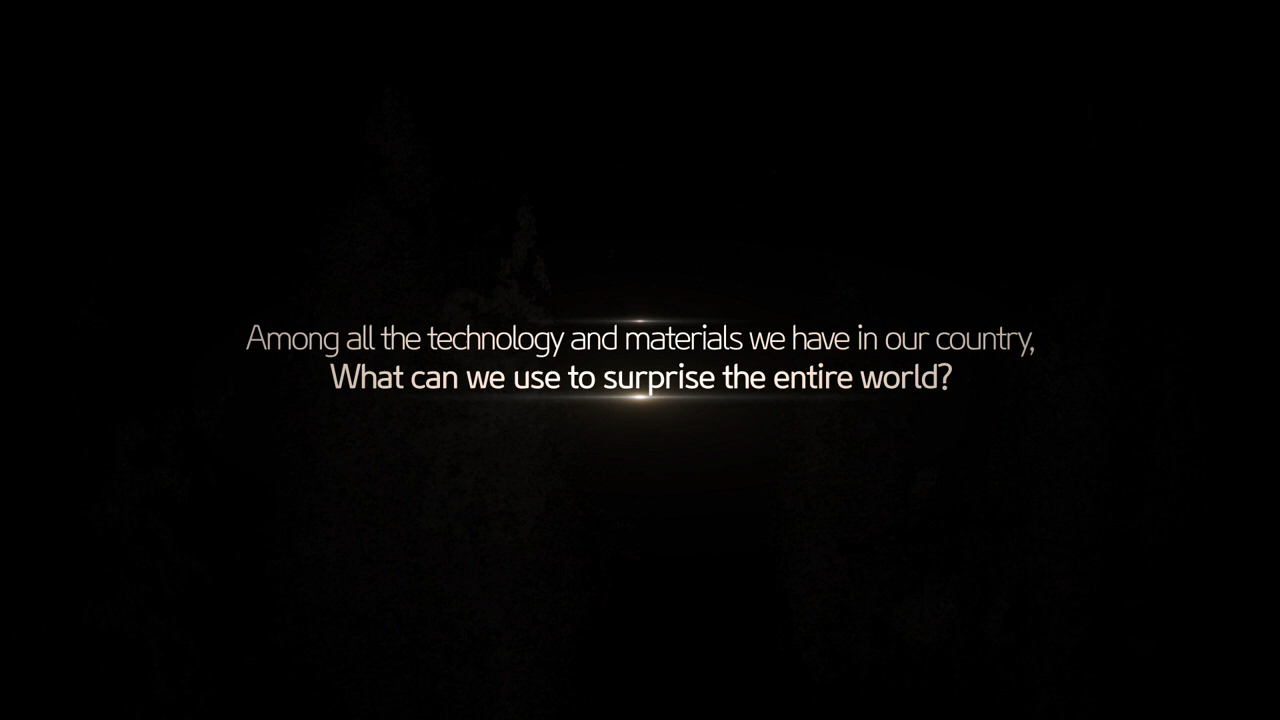 Among all the technology and materials we have in our country,
What can we use to surprise the entire world?